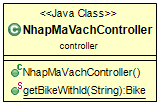 <<Java Class>>
NhapMaVachController
controller
NhapMaVachController()
getBikeWithId(String):Bike